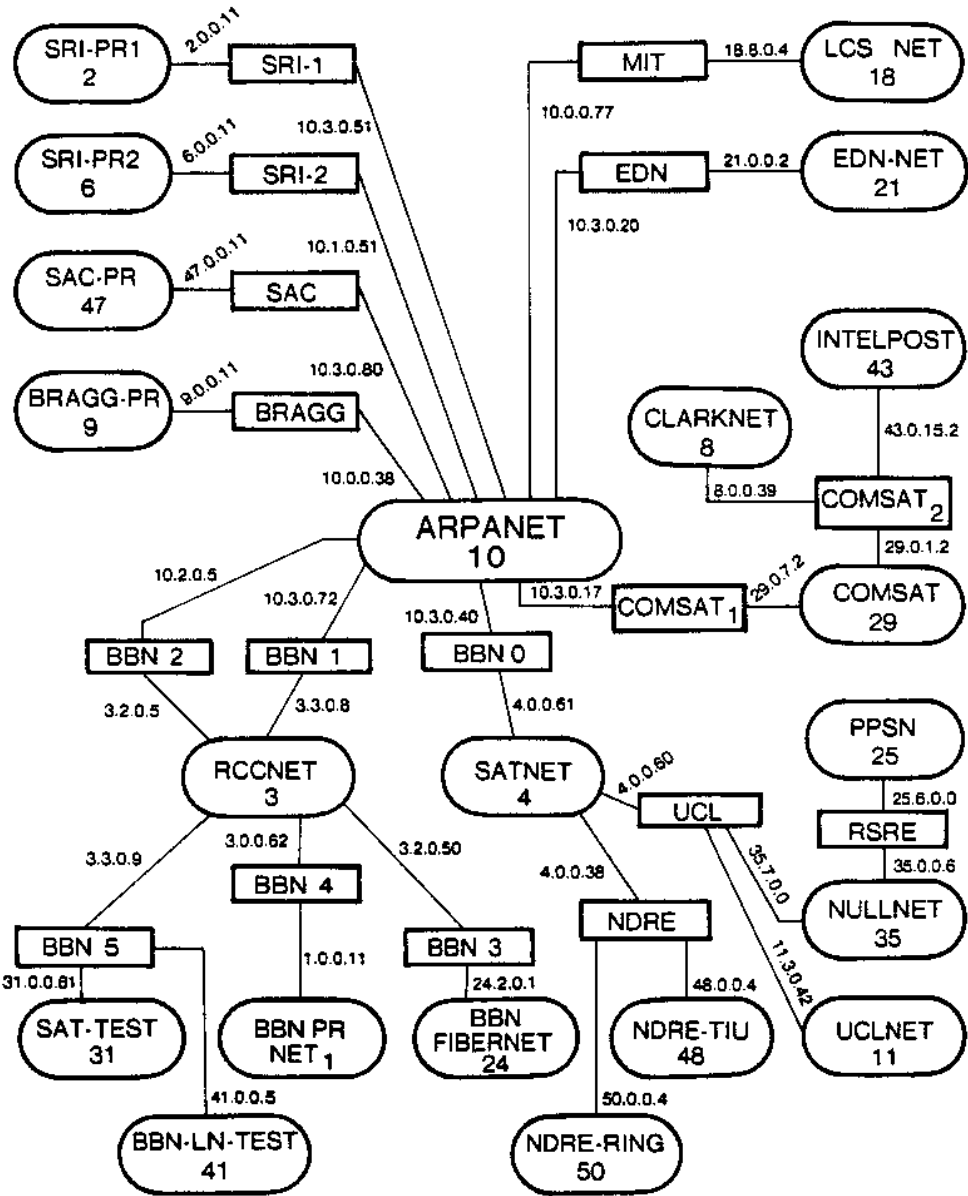 SRI-PR1
2
2.0.0.11
SRI-1
10.3.0.51
MIT
10.0.0.77
18.8.0.4
LCS NET
18
SRI-PR2
6
6.0.0.11
SRI-2
10.1.0.51
EDN
10.3.0.20
21.0.0.2
EDN-NET
21
SAC-PR
47
47.0.0.11
SAC
10.3.0.80
BRAGG-PR
9
9.0.0.11
BRAGG
10.0.0.38
INTELPOST
43
43.0.15.2
CLARKNET
8
8.0.0.39
COMSAT 2
29.0.1.2
ARPANET
10
10.3.0.17
COMSAT 1
29.0.7.2
COMSAT
29
10.2.0.5
BBN 2
3.2.0.5
10.3.0.72
BBN 1
3.3.0.8
10.3.0.40
BBN 0
4.0.0.61
RCCNET
3
SATNET
4
4.0.0.60
UCL
35.7.0.0
11.3.0.42
PPSN
25
25.6.0.0
RSRE
35.0.0.6
NULLNET
35
3.3.0.9
BBN 5
31.0.0.61
3.0.0.62
BBN 4
1.0.0.11
3.2.0.50
BBN 3
24.2.0.1
4.0.0.38
NDRE
48.0.0.4
SAT-TEST
31
BBN PR
NET 1
BBN
FIBERNET
24
NDRE-TIU
48
UCLNET
11
41.0.0.5
BBN-LN-TEST
41
50.0.0.4
NDRE-RING
50